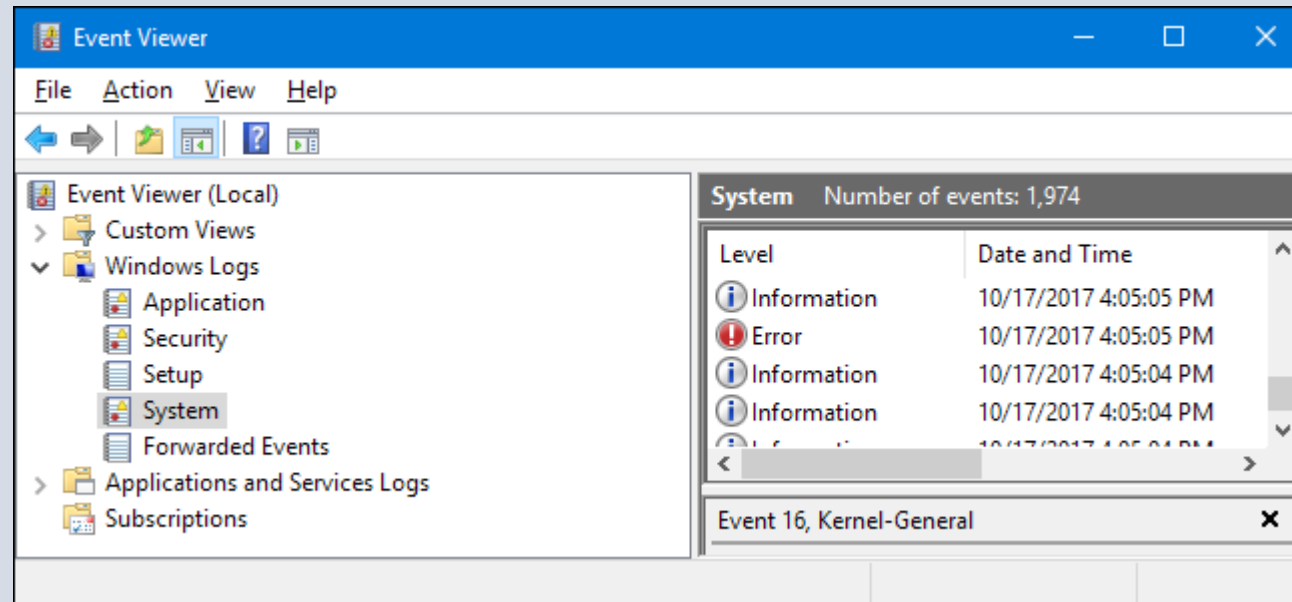 Event Viewer
File Action View Help
Event Viewer (Local)
Custom Views
Windows Logs
Application
Security
Setup
System
Forwarded Events
Applications and Services Logs
Subscriptions
System Number of events: 1,974
Level Date and Time
Information 10/17/2017 4:05:05 PM
Error 10/17/2017 4:05:05 PM
Information 10/17/2017 4:05:04 PM
Information 10/17/2017 4:05:04 PM
Event 16, Kernel-General